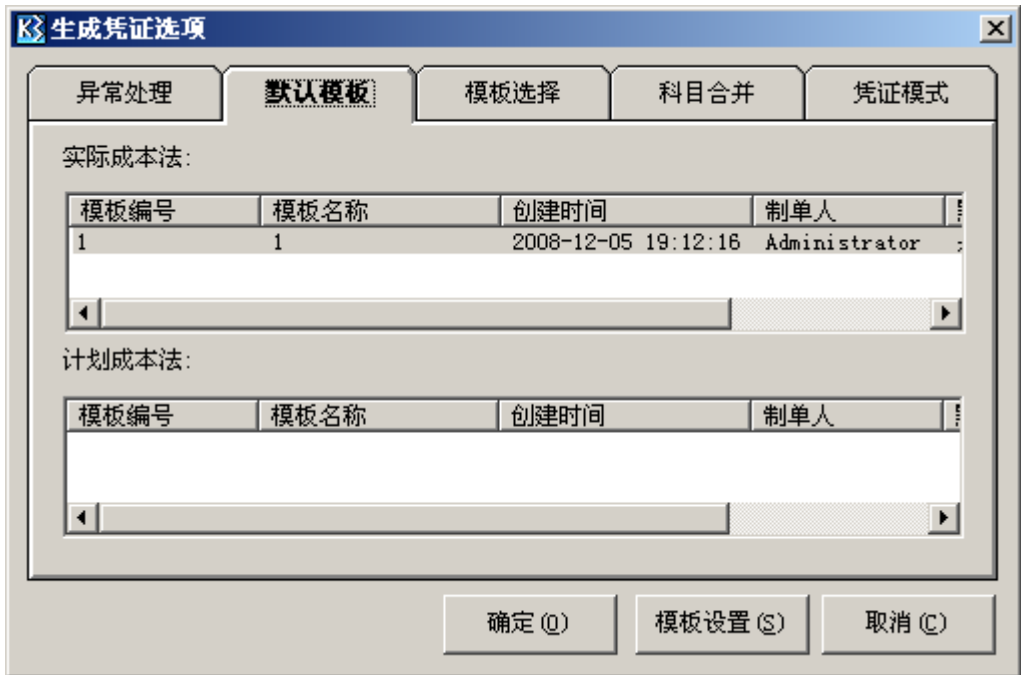 K3 生成凭证选项
异常处理 默认模板 模板选择 科目合并 凭证模式
实际成本法:
模板编号 模板名称 创建时间 制单人
1 1 2008-12-05 19:12:16 Administrator
计划成本法:
模板编号 模板名称 创建时间 制单人
确定(O) 模板设置(S) 取消(C)